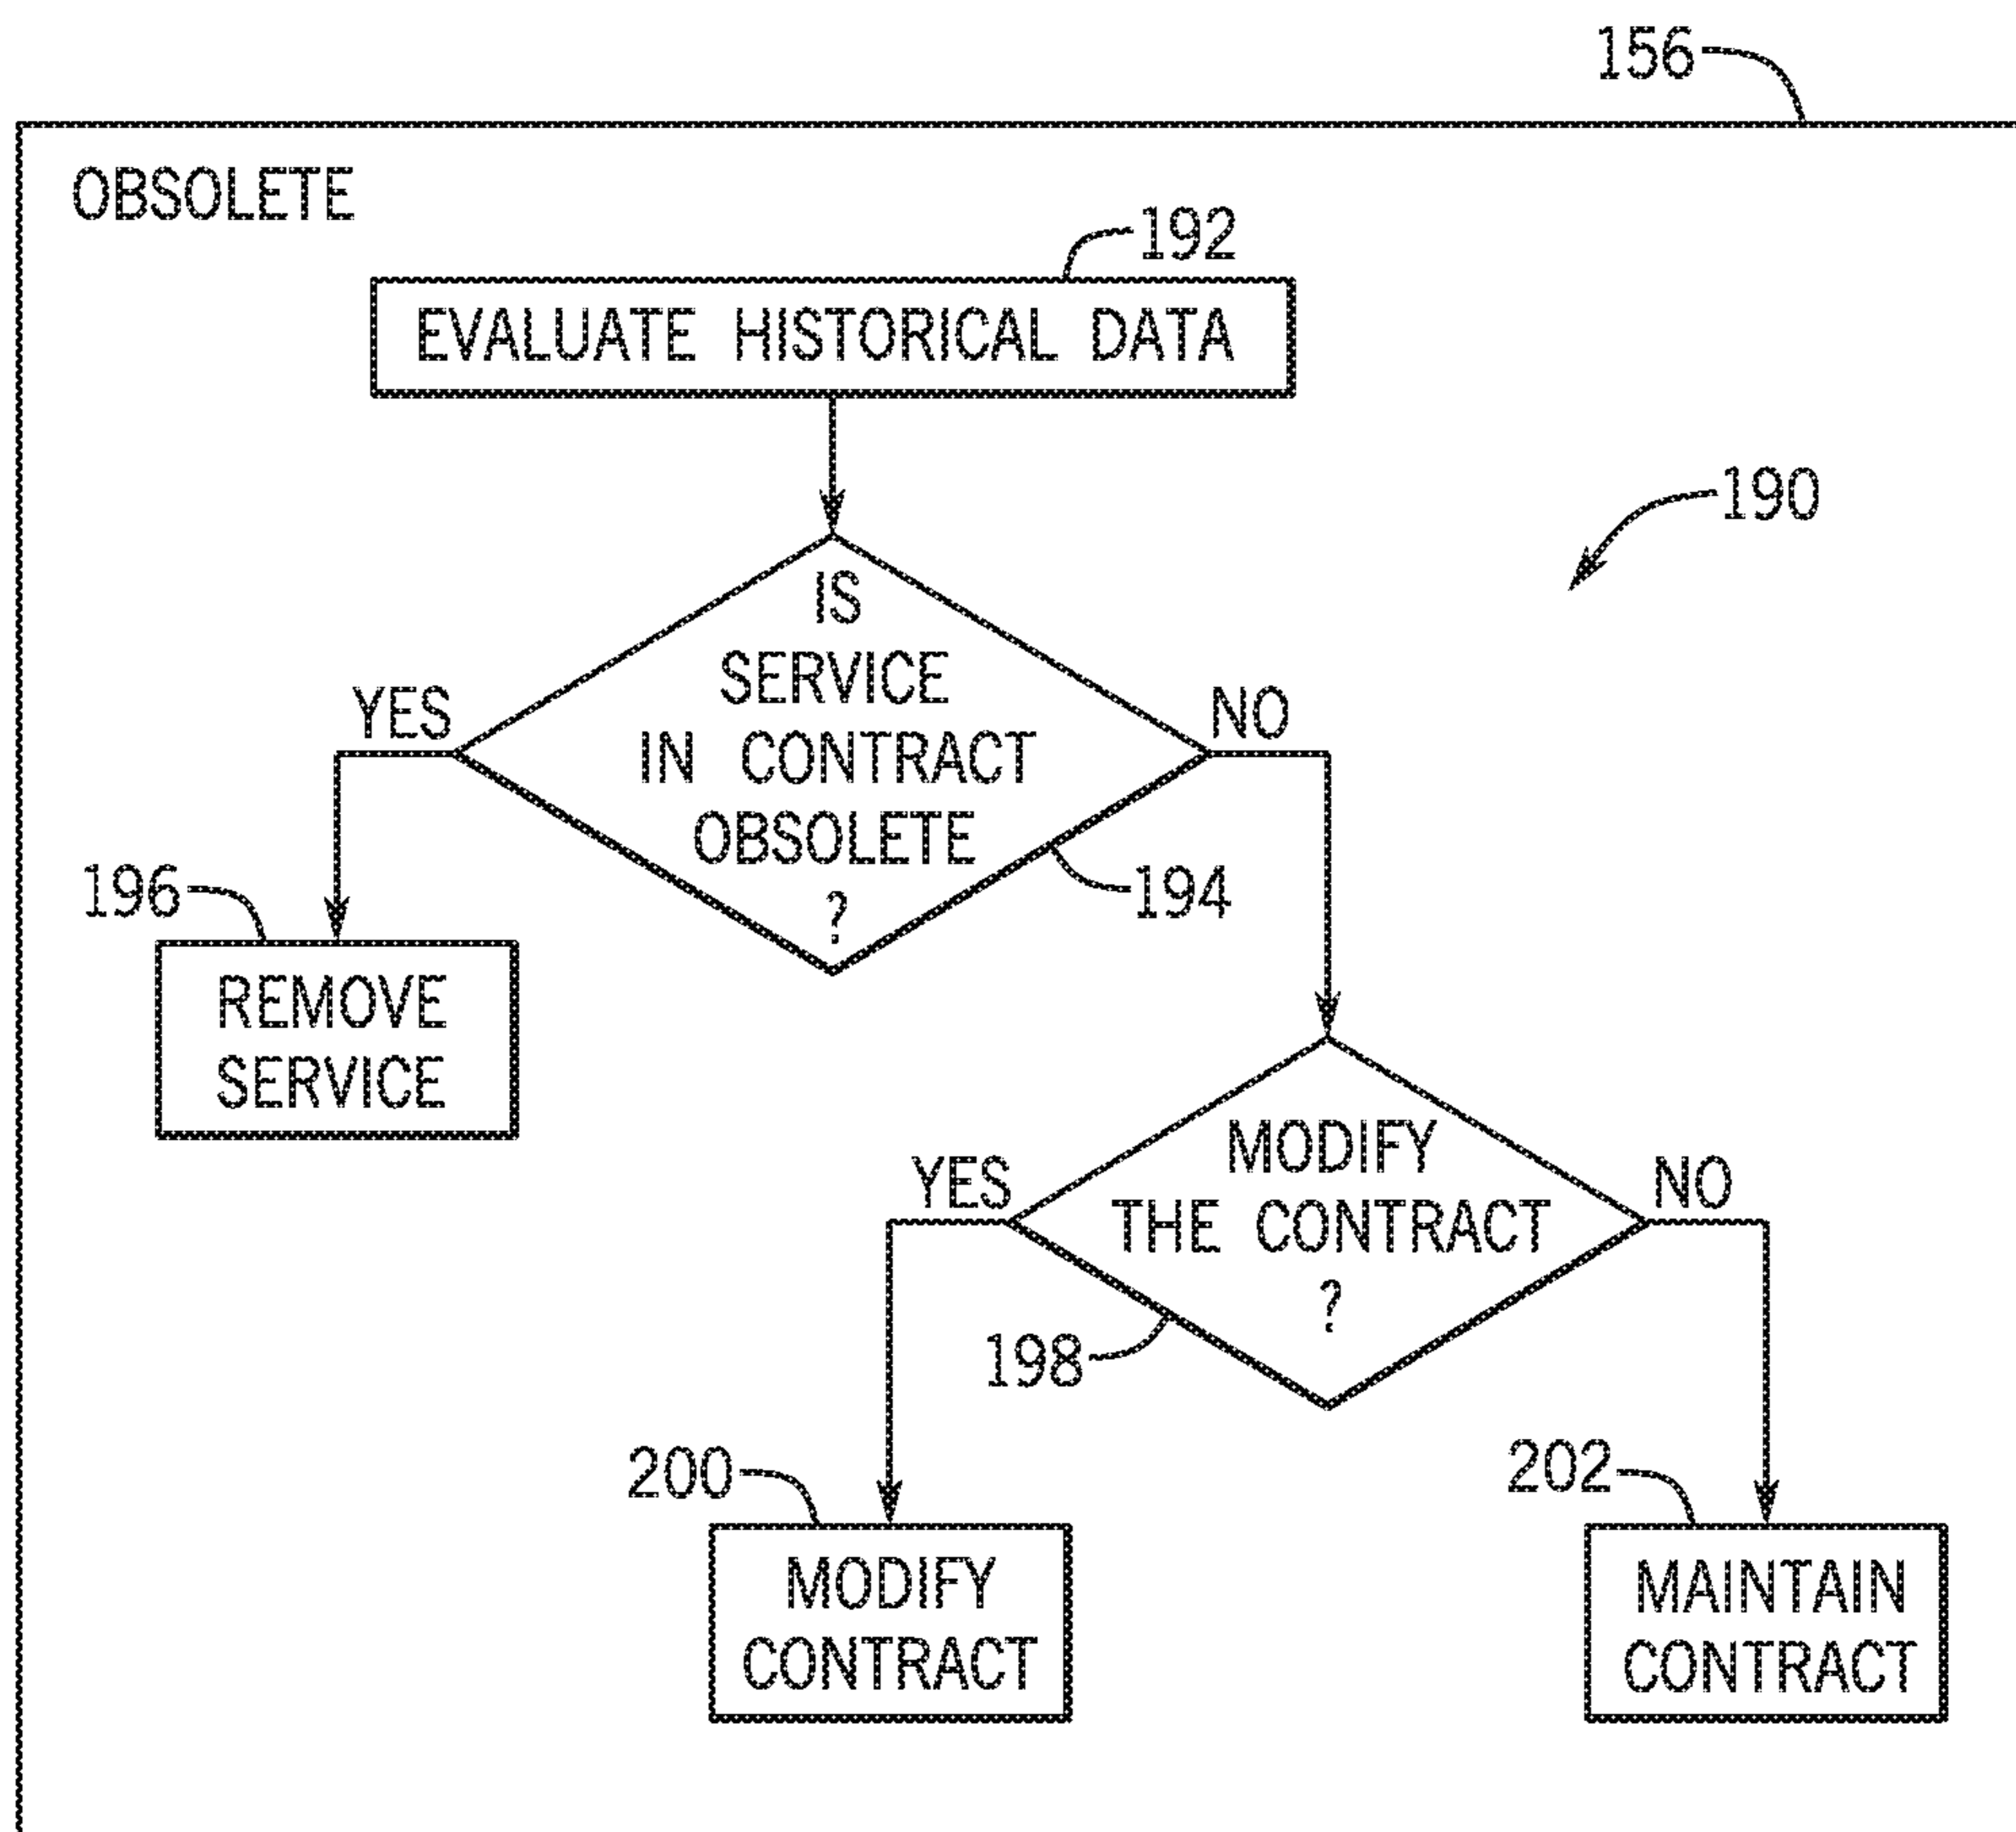 156
OBSOLETE
192
EVALUATE HISTORICAL DATA
190
IS
SERVICE
IN CONTRACT
OBSOLETE
?
YES
NO
194
196
REMOVE
SERVICE
MODIFY
THE CONTRACT
?
YES
NO
198
200
MODIFY
CONTRACT
202
MAINTAIN
CONTRACT